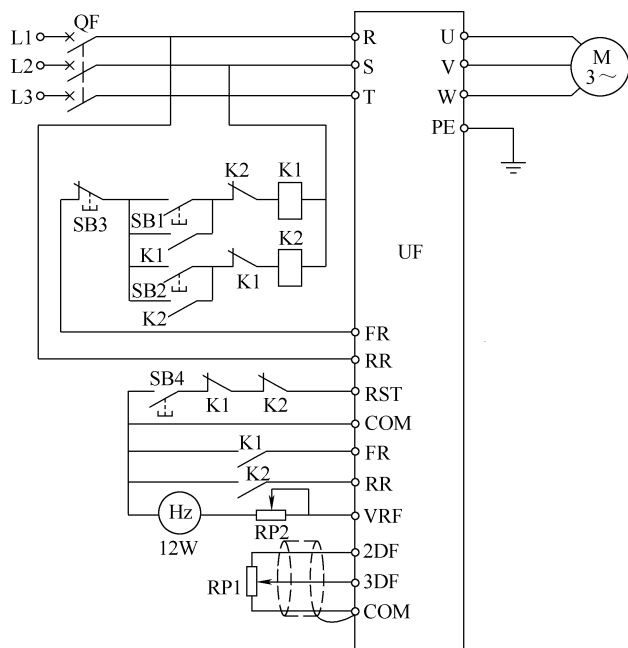 L1
QF
R
U
L2
S
V
M
3～
L3
T
W
PE
K2
K1
SB3
SB1
K1
K2
SB2
K1
K2
UF
FR
RR
SB4
K1
K2
RST
COM
K1
FR
K2
RR
Hz
12W
RP2
VRF
2DF
RP1
3DF
COM